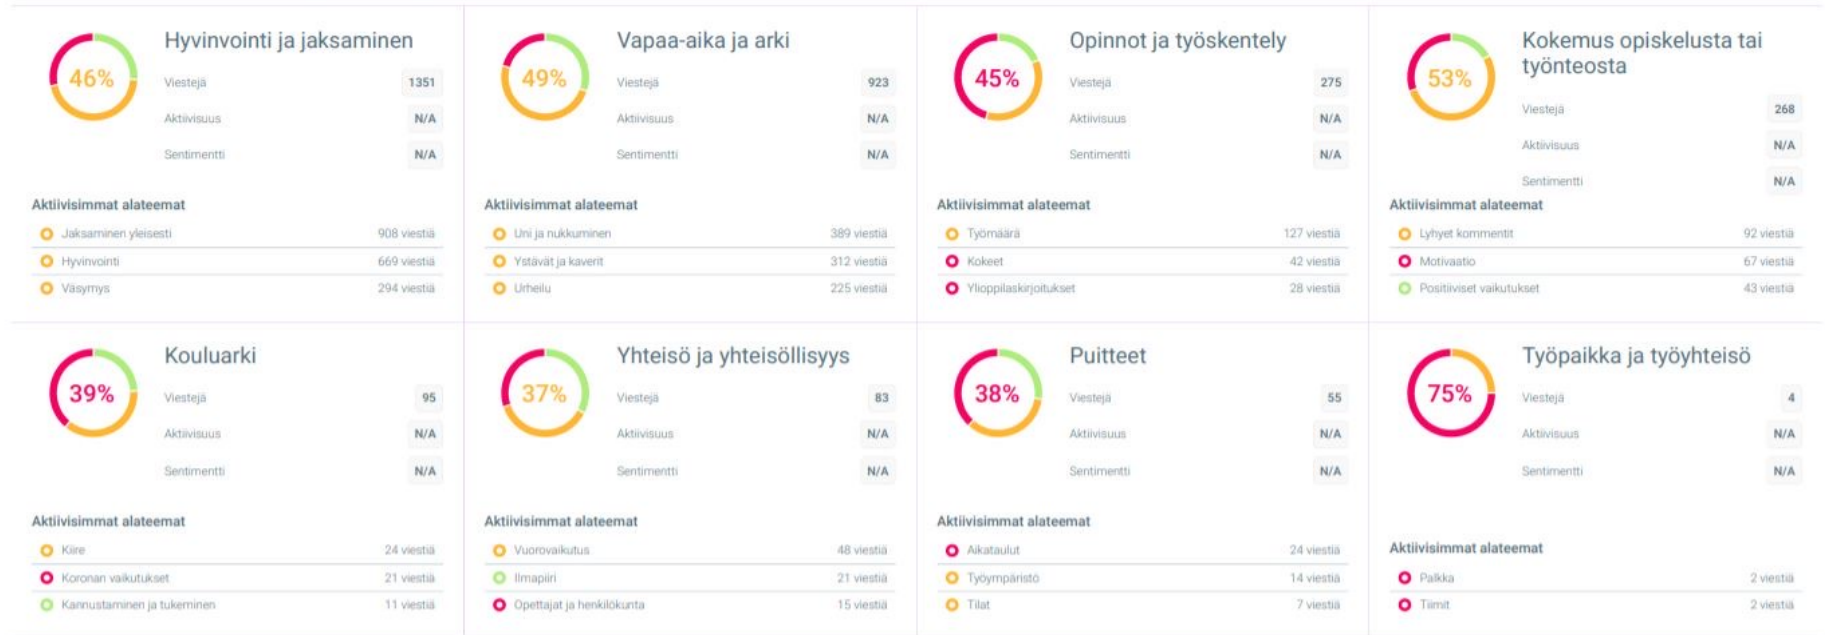 Hyvinvointi ja jaksaminen
46%
Viestejä 1351
Aktiivisuus N/A
Sentimentti N/A
Aktiivisimmat alateemat
Jaksaminen yleisesti 908 viestiä
Hyvinvointi 669 viestiä
Väsymys 294 viestiä
Vapaa-aika ja arki
49%
Viestejä 923
Aktiivisuus N/A
Sentimentti N/A
Aktiivisimmat alateemat
Uni ja nukkuminen 389 viestiä
Ystävät ja kaverit 312 viestiä
Urheilu 225 viestiä
Opinnot ja työskentely
45%
Viestejä 275
Aktiivisuus N/A
Sentimentti N/A
Aktiivisimmat alateemat
Työmäärä 127 viestiä
Kokeet 42 viestiä
Ylioppilaskirjoitukset 28 viestiä
Kokemus opiskelusta tai
työnteosta
53%
Viestejä 268
Aktiivisuus N/A
Sentimentti N/A
Aktiivisimmat alateemat
Lyhyet kommentit 92 viestiä
Motivaatio 67 viestiä
Positiiviset vaikutukset 43 viestiä
Kouluarki
39%
Viestejä 95
Aktiivisuus N/A
Sentimentti N/A
Aktiivisimmat alateemat
Kiire 24 viestiä
Koronan vaikutukset 21 viestiä
Kannustaminen ja tukeminen 11 viestiä
Yhteisö ja yhteisöllisyys
37%
Viestejä 83
Aktiivisuus N/A
Sentimentti N/A
Aktiivisimmat alateemat
Vuorovaikutus 48 viestiä
Ilmapiiri 21 viestiä
Opettajat ja henkilökunta 15 viestiä
Puitteet
38%
Viestejä 55
Aktiivisuus N/A
Sentimentti N/A
Aktiivisimmat alateemat
Aikataulut 24 viestiä
Työympäristö 14 viestiä
Tilat 7 viestiä
Työpaikka ja työyhteisö
75%
Viestejä 4
Aktiivisuus N/A
Sentimentti N/A
Aktiivisimmat alateemat
Palkka 2 viestiä
Tiimit 2 viestiä